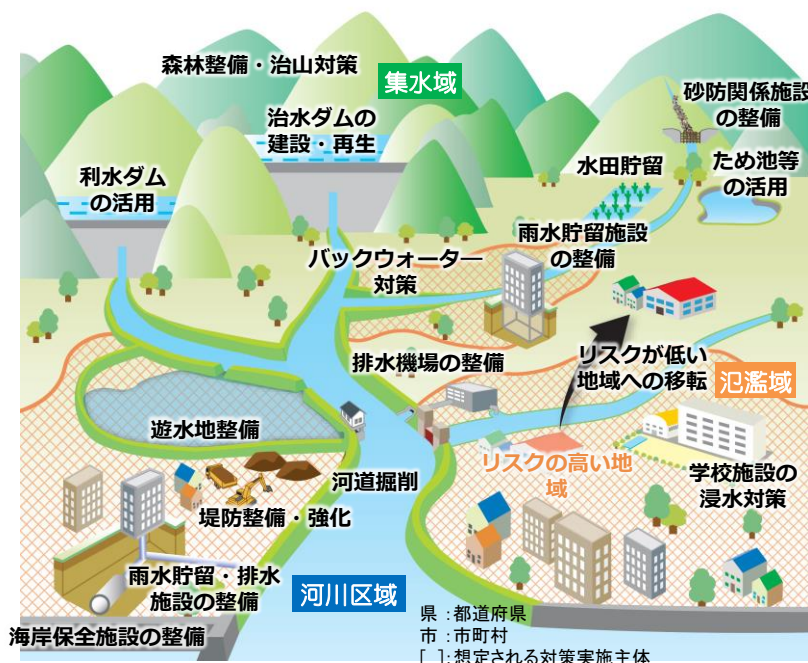 森林整備・治山対策
集水域
治水ダムの
建設・再生
砂防関係施設
の整備
利水ダム
の活用
水田貯留
ため池等
の活用
雨水貯留施設
の整備
バックウォーター
対策
排水機場の整備
リスクが低い
地域への移転
氾濫域
遊水地整備
リスクの高い地
域
学校施設の
浸水対策
河道掘削
堤防整備・強化
雨水貯留・排水
施設の整備
河川区域
海岸保全施設の整備
県：都道府県
市：市町村
[ ]：想定される対策実施主体